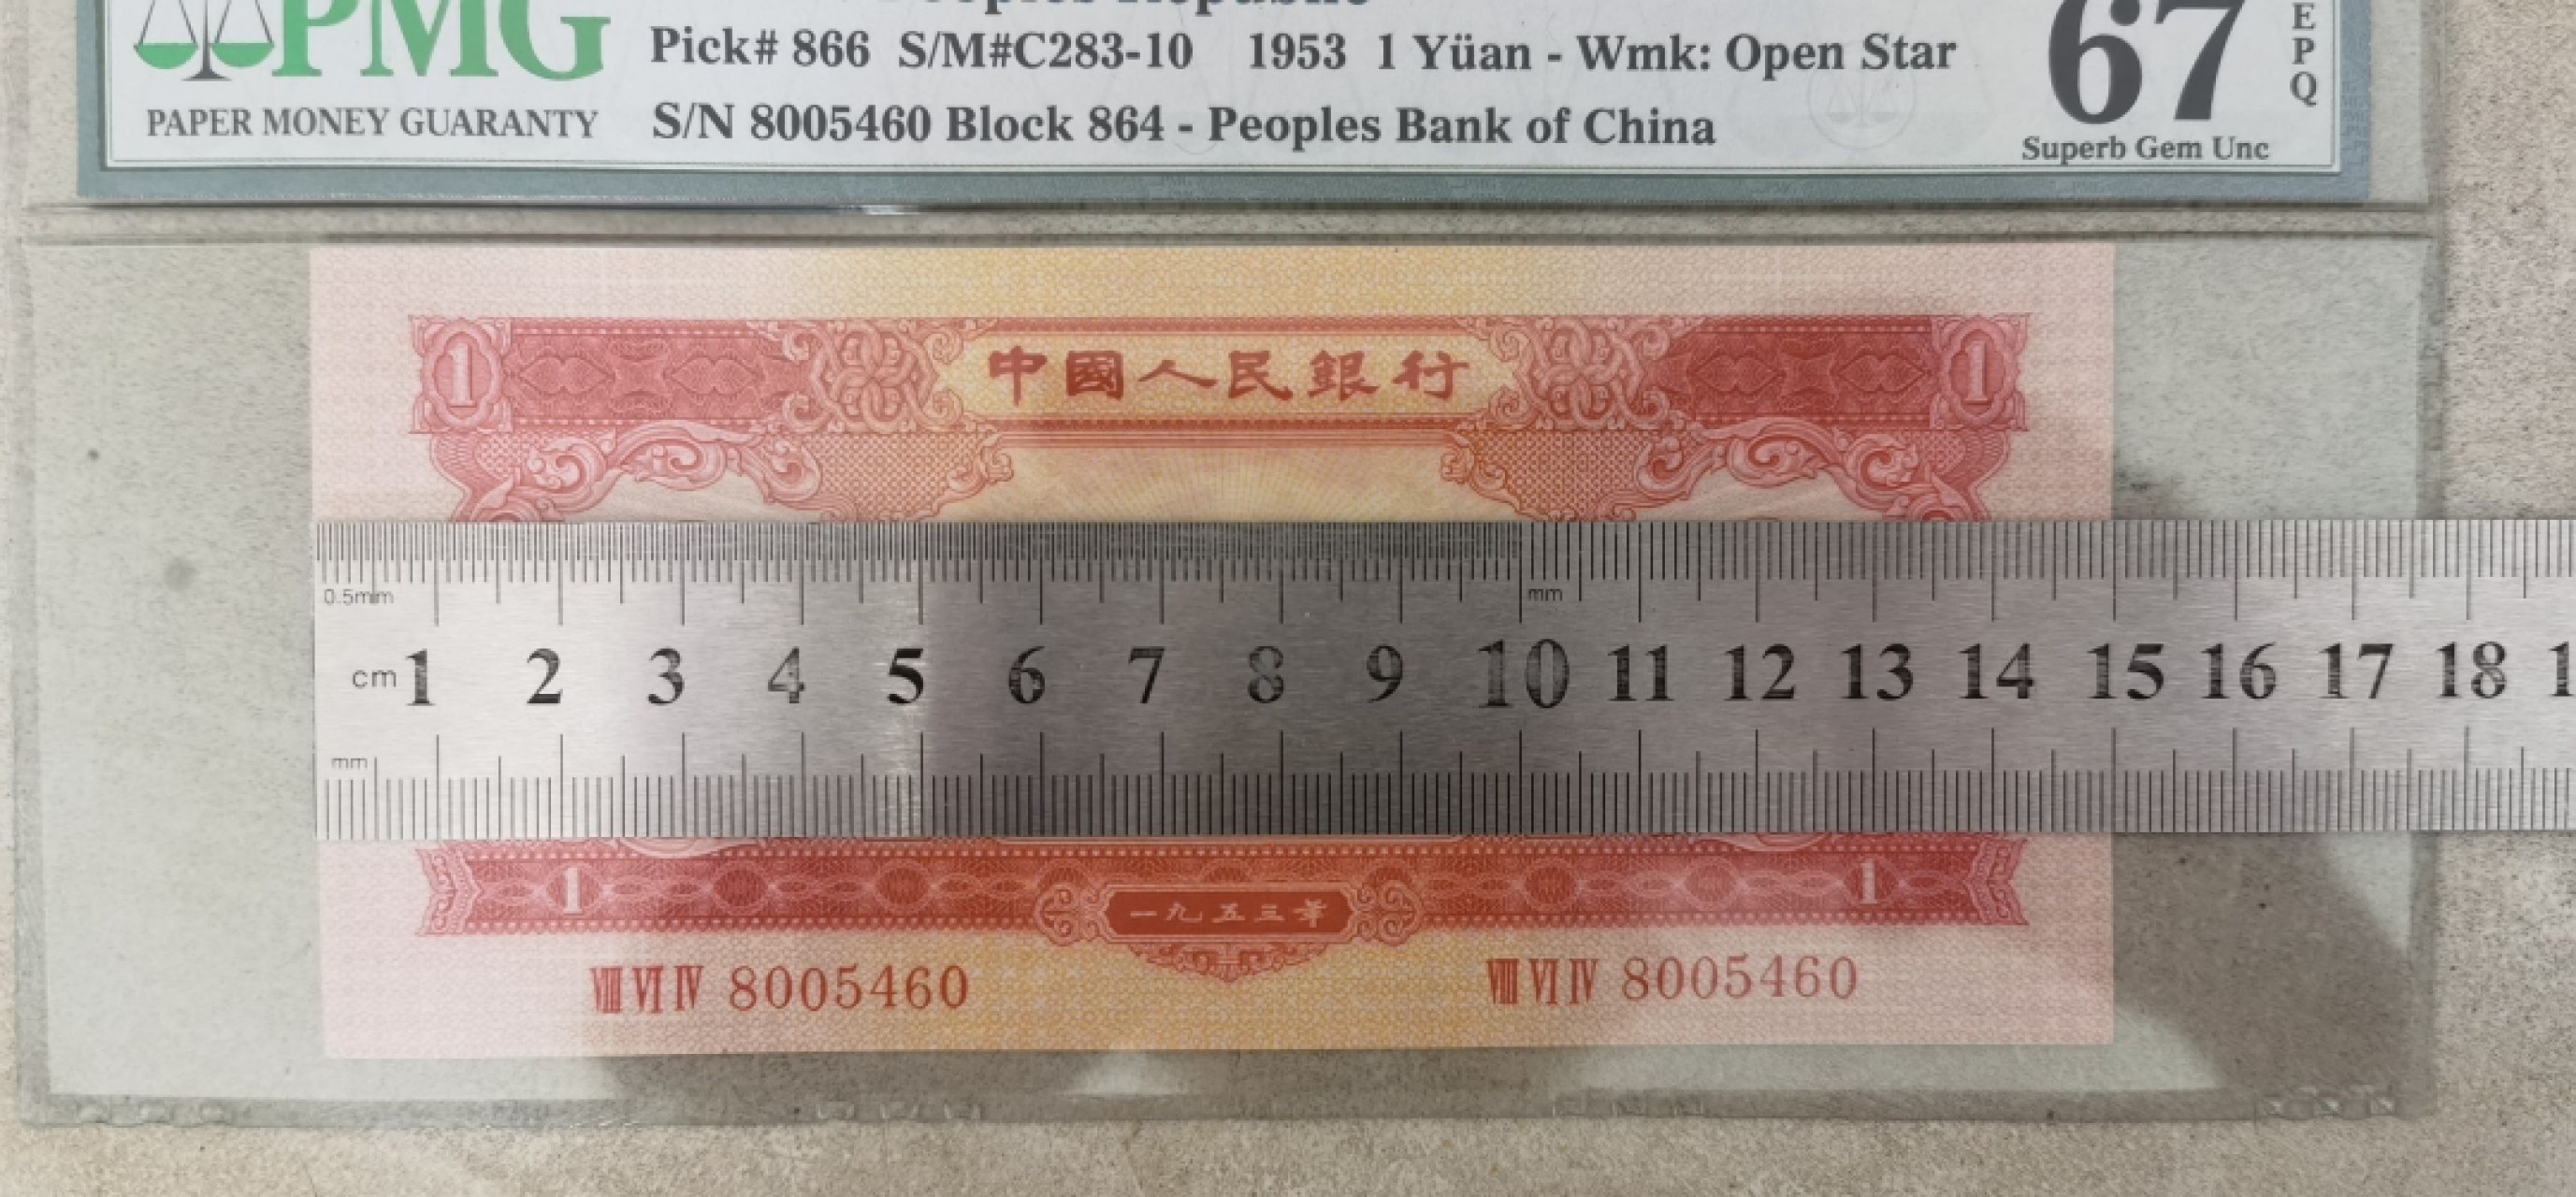 PMG
PAPER MONEY GUARANTY
Peoples Republic
Pick# 866 S/M#C283-10 1953 1 Yüan - Wmk: Open Star
S/N 8005460 Block 864 - Peoples Bank of China
67
EPQ
Superb Gem Unc
1 中國人民銀行 1
0.5mm mm
cm 1 2 3 4 5 6 7 8 9 10 11 12 13 14 15 16 17 18 1
mm
1 一九五三年 1
VIII VI IV 8005460 VIII VI IV 8005460